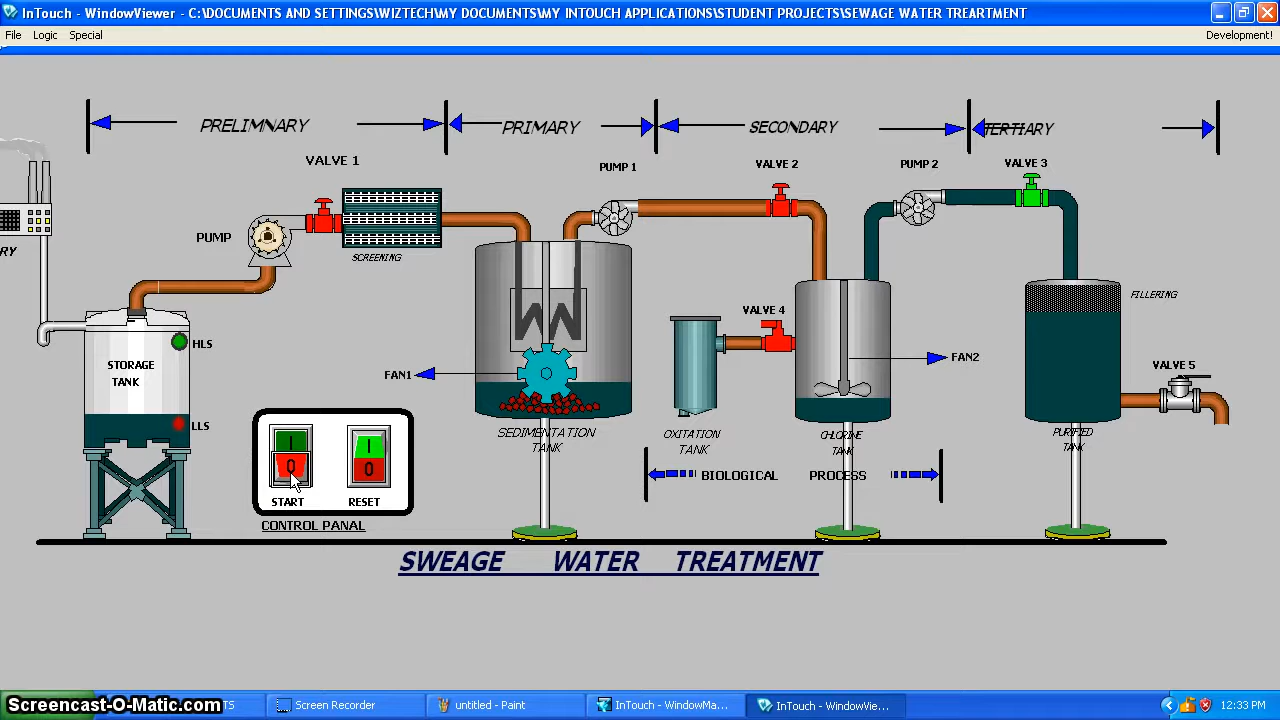 InTouch - WindowViewer - C:\DOCUMENTS AND SETTINGS\WIZTECH\MY DOCUMENTS\MY INTOUCH APPLICATIONS\STUDENT PROJECTS\SEWAGE WATER TREARTMENT
File Logic Special Development!
PRELIMNARY PRIMARY SECONDARY TERTIARY
VALVE 1 PUMP 1 VALVE 2 PUMP 2 VALVE 3
PUMP
RY
SCREENING
FILLERING
VALVE 4
HLS
STORAGE
TANK
FAN1
FAN2
VALVE 5
LLS
SEDIMENTATION
TANK
OXITATION
TANK
CHLORINE
TANK
PURIFIED
TANK
I I
0 0
BIOLOGICAL PROCESS
START RESET
CONTROL PANAL
SWEAGE WATER TREATMENT
Screencast-O-Matic.com
TS Screen Recorder untitled - Paint InTouch - WindowMa... InTouch - WindowVie... 12:33 PM